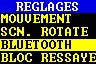 REGLAGES
MOUVEMENT
SCN. ROTATE
BLUETOOTH
BLOC RESSAYE